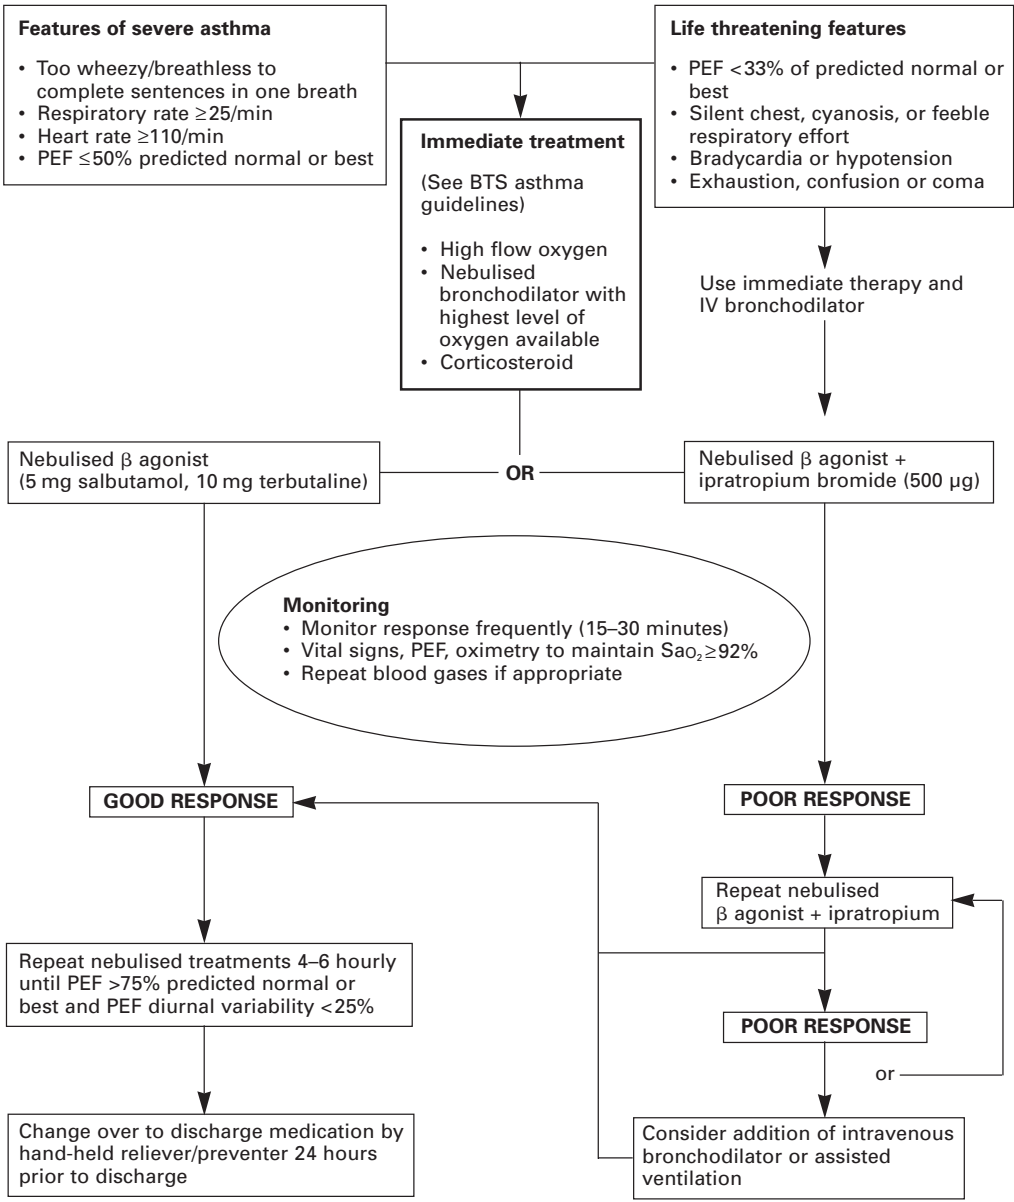 Features of severe asthma
• Too wheezy/breathless to
complete sentences in one breath
• Respiratory rate ≥25/min
• Heart rate ≥110/min
• PEF ≤50% predicted normal or best
Life threatening features
• PEF <33% of predicted normal or
best
• Silent chest, cyanosis, or feeble
respiratory effort
• Bradycardia or hypotension
• Exhaustion, confusion or coma
Immediate treatment
(See BTS asthma
guidelines)
• High flow oxygen
• Nebulised
bronchodilator with
highest level of
oxygen available
• Corticosteroid
Use immediate therapy and
IV bronchodilator
Nebulised β agonist
(5 mg salbutamol, 10 mg terbutaline)
OR
Nebulised β agonist +
ipratropium bromide (500 µg)
Monitoring
• Monitor response frequently (15–30 minutes)
• Vital signs, PEF, oximetry to maintain SaO₂≥92%
• Repeat blood gases if appropriate
GOOD RESPONSE
POOR RESPONSE
Repeat nebulised
β agonist + ipratropium
Repeat nebulised treatments 4–6 hourly
until PEF >75% predicted normal or
best and PEF diurnal variability <25%
POOR RESPONSE
or
Change over to discharge medication by
hand-held reliever/preventer 24 hours
prior to discharge
Consider addition of intravenous
bronchodilator or assisted
ventilation